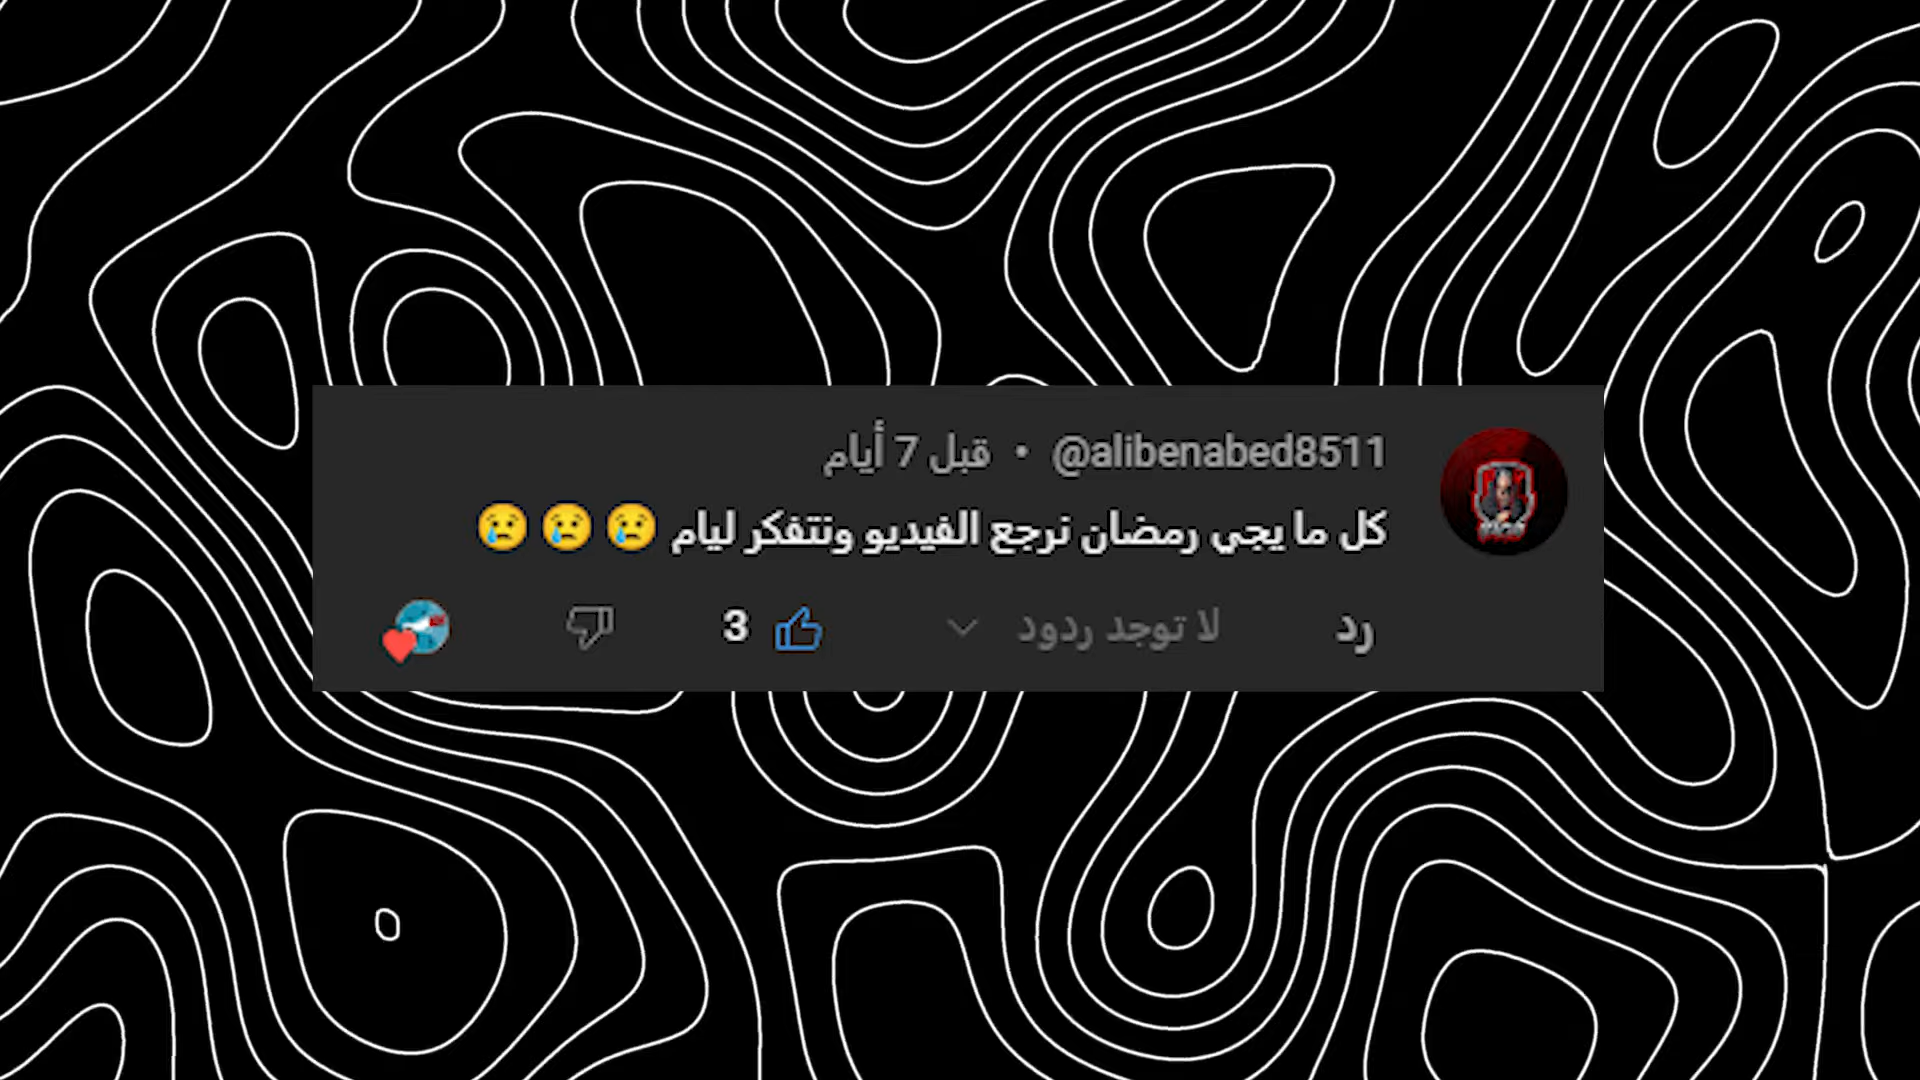 @alibenabed8511 • قبل 7 أيام
كل ما يجي رمضان نرجع الفيديو ونتفكر ليام 😢 😢 😢
رد لا توجد ردود 3